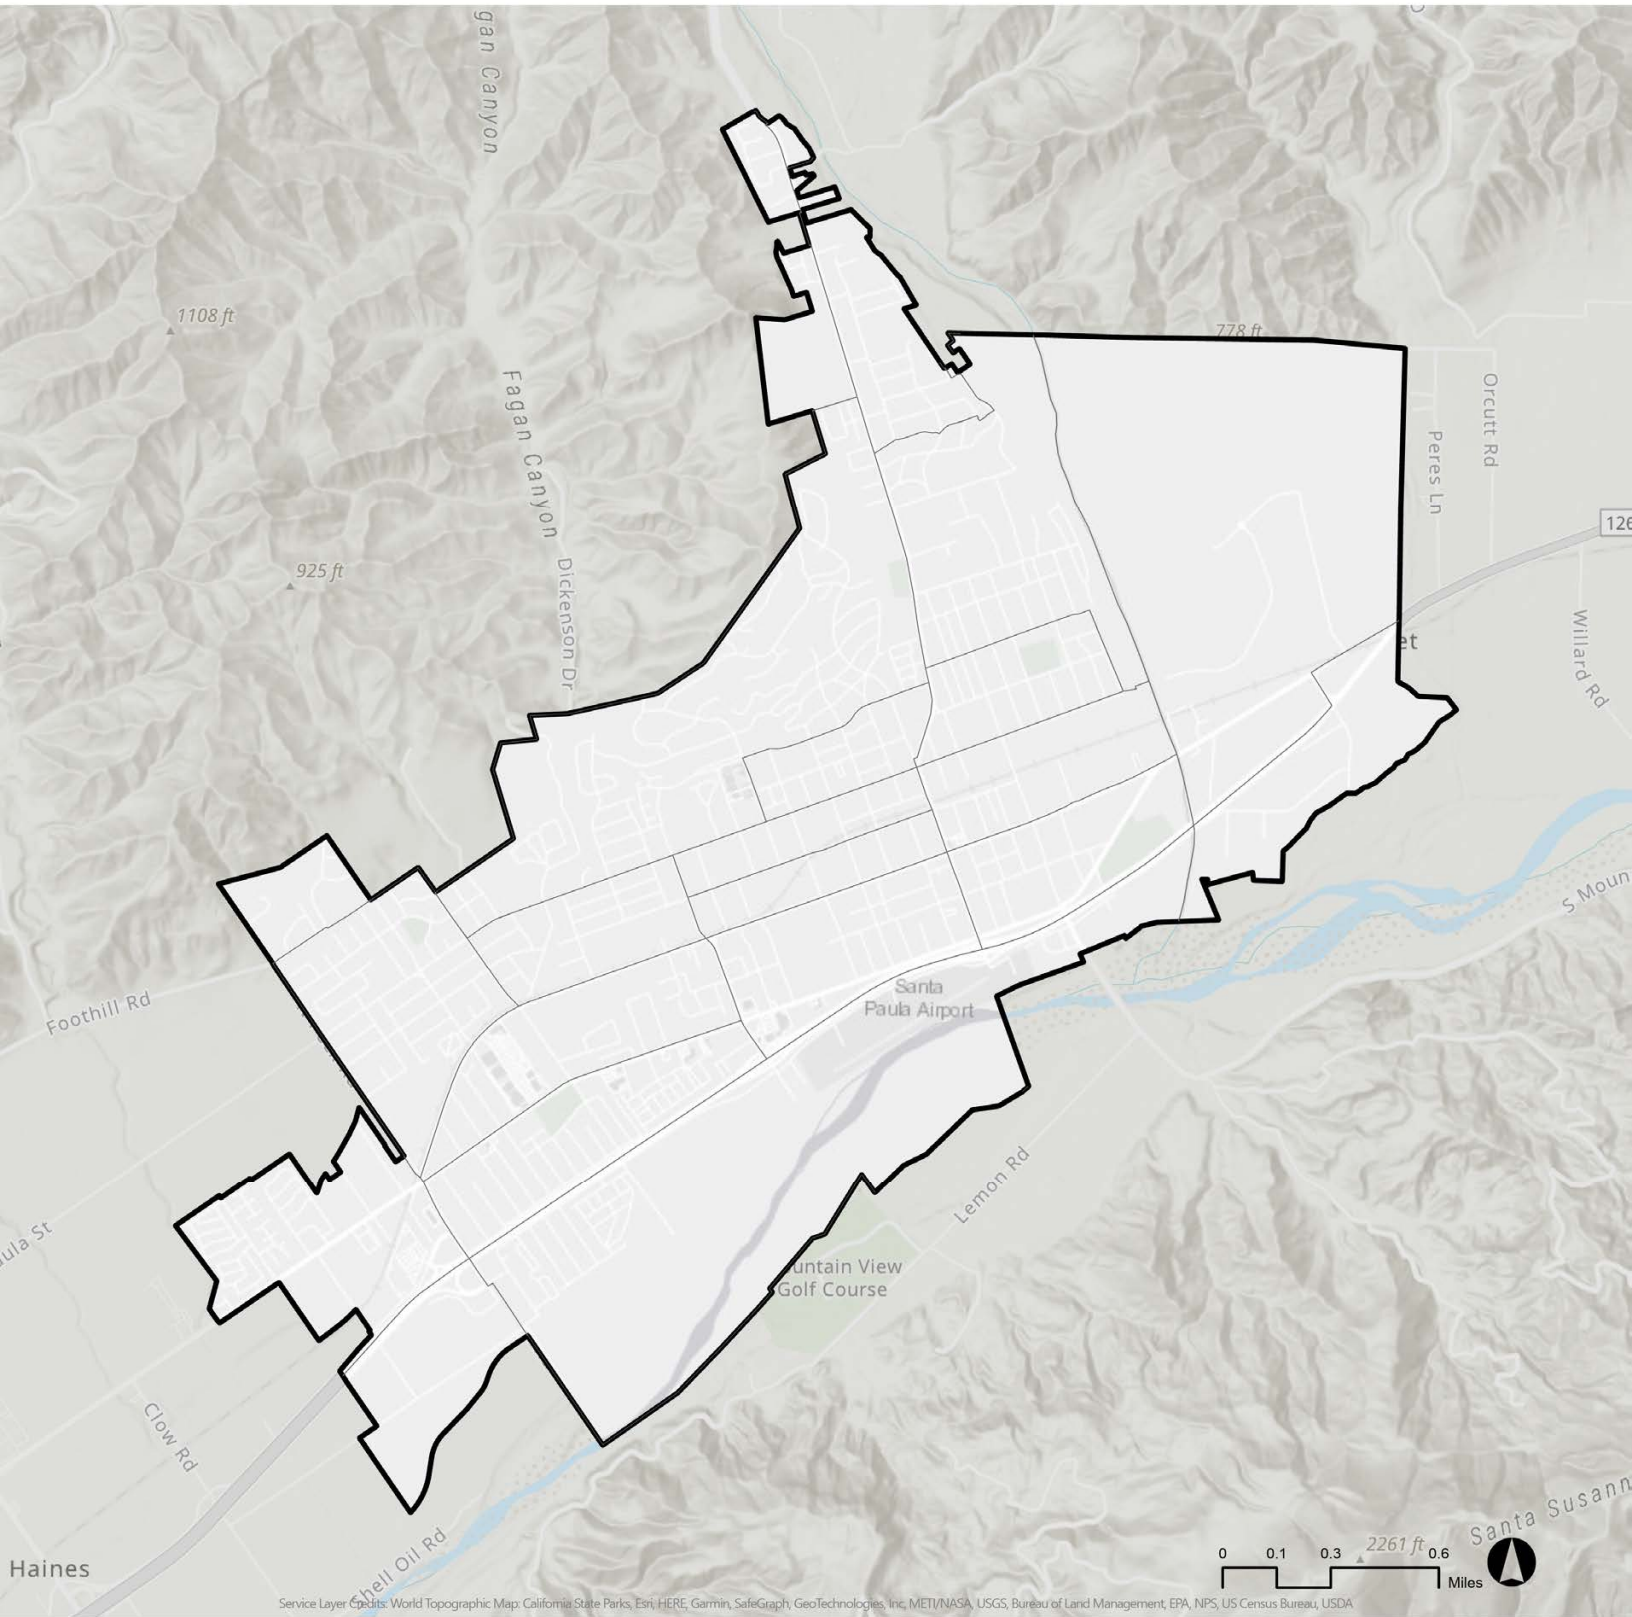 gan Canyon
1108 ft
778 ft
Fagan Canyon
Orcutt Rd
Peres Ln
126
925 ft
Dickenson Dr
et
Willard Rd
S Moun
Foothill Rd
Santa
Paula Airport
Lemon Rd
ula St
untain View
Golf Course
Clow Rd
Santa Susann
2261 ft
0 0.1 0.3 0.6
Miles
Haines
Shell Oil Rd
Service Layer Credits: World Topographic Map: California State Parks, Esri, HERE, Garmin, SafeGraph, GeoTechnologies, Inc, METI/NASA, USGS, Bureau of Land Management, EPA, NPS, US Census Bureau, USDA